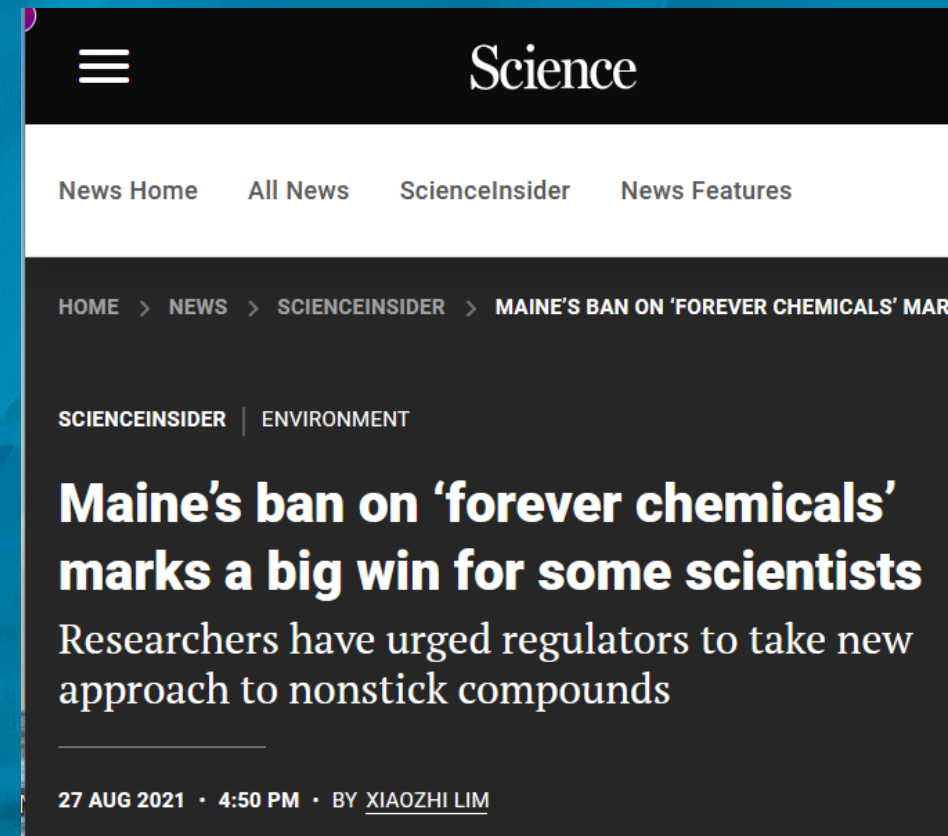 Science
News Home All News ScienceInsider News Features
HOME > NEWS > SCIENCEINSIDER > MAINE'S BAN ON 'FOREVER CHEMICALS' MAR
SCIENCEINSIDER | ENVIRONMENT
Maine's ban on 'forever chemicals'
marks a big win for some scientists
Researchers have urged regulators to take new
approach to nonstick compounds
27 AUG 2021 · 4:50 PM · BY XIAOZHI LIM